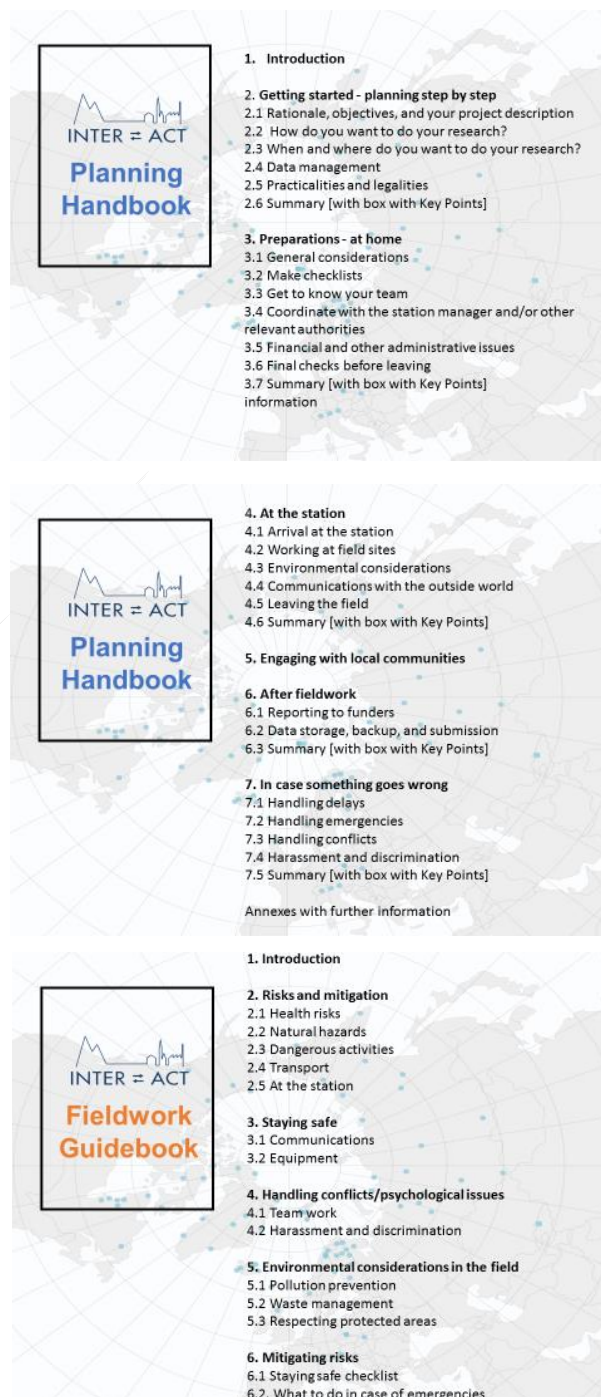 INTER ⇌ ACT
Planning
Handbook
1. Introduction
2. Getting started - planning step by step
2.1 Rationale, objectives, and your project description
2.2 How do you want to do your research?
2.3 When and where do you want to do your research?
2.4 Data management
2.5 Practicalities and legalities
2.6 Summary [with box with Key Points]
3. Preparations - at home
3.1 General considerations
3.2 Make checklists
3.3 Get to know your team
3.4 Coordinate with the station manager and/or other
relevant authorities
3.5 Financial and other administrative issues
3.6 Final checks before leaving
3.7 Summary [with box with Key Points]
information
INTER ⇌ ACT
Planning
Handbook
4. At the station
4.1 Arrival at the station
4.2 Working at field sites
4.3 Environmental considerations
4.4 Communications with the outside world
4.5 Leaving the field
4.6 Summary [with box with Key Points]
5. Engaging with local communities
6. After fieldwork
6.1 Reporting to funders
6.2 Data storage, backup, and submission
6.3 Summary [with box with Key Points]
7. In case something goes wrong
7.1 Handling delays
7.2 Handling emergencies
7.3 Handling conflicts
7.4 Harassment and discrimination
7.5 Summary [with box with Key Points]
Annexes with further information
INTER ⇌ ACT
Fieldwork
Guidebook
1. Introduction
2. Risks and mitigation
2.1 Health risks
2.2 Natural hazards
2.3 Dangerous activities
2.4 Transport
2.5 At the station
3. Staying safe
3.1 Communications
3.2 Equipment
4. Handling conflicts/psychological issues
4.1 Team work
4.2 Harassment and discrimination
5. Environmental considerations in the field
5.1 Pollution prevention
5.2 Waste management
5.3 Respecting protected areas
6. Mitigating risks
6.1 Staying safe checklist
6.2. What to do in case of emergencies